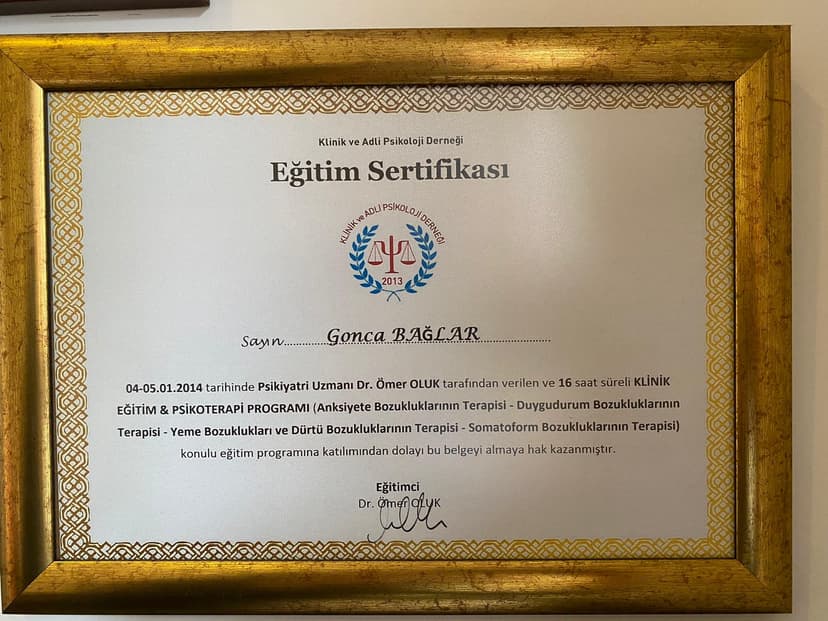 Klinik ve Adli Psikoloji Derneği
Eğitim Sertifikası
KLİNİK ve ADLİ PSİKOLOJİ DERNEĞİ
2013
Sayın.............Gonca BAĞLAR....................
04-05.01.2014 tarihinde Psikiyatri Uzmanı Dr. Ömer OLUK tarafından verilen ve 16 saat süreli KLİNİK
EĞİTİM & PSİKOTERAPİ PROGRAMI (Anksiyete Bozukluklarının Terapisi - Duygudurum Bozukluklarının
Terapisi - Yeme Bozuklukları ve Dürtü Bozukluklarının Terapisi - Somatoform Bozukluklarının Terapisi)
konulu eğitim programına katılımından dolayı bu belgeyi almaya hak kazanmıştır.
Eğitimci
Dr. Ömer OLUK